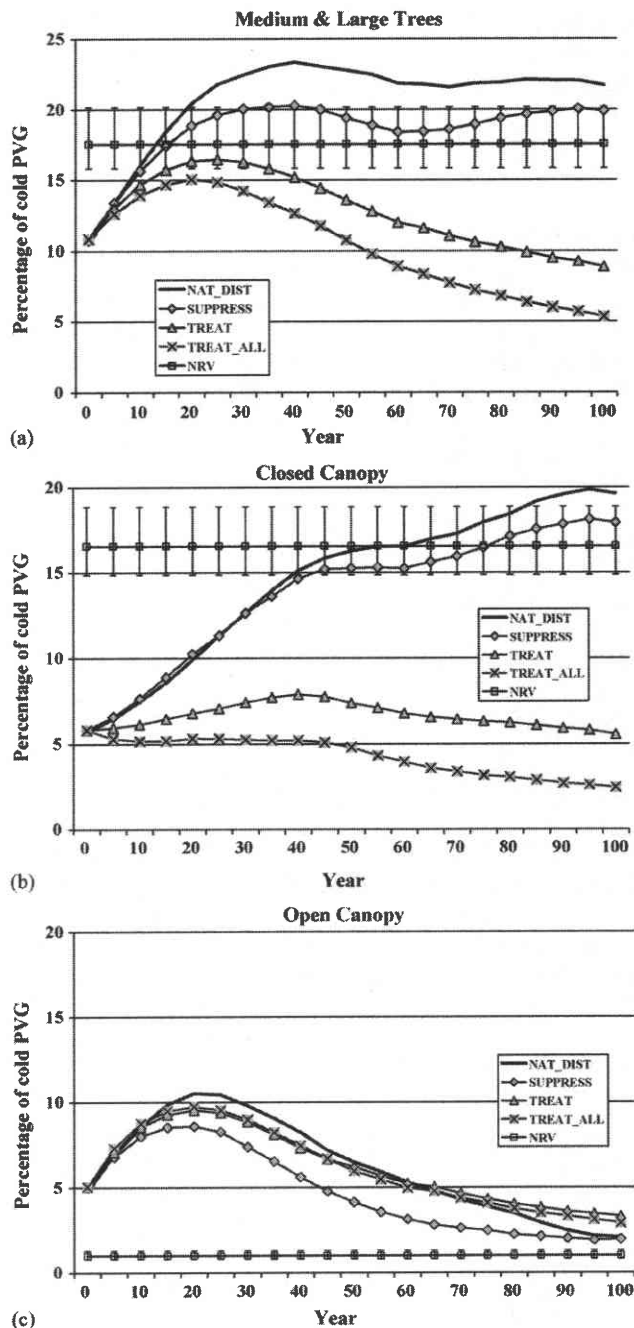 Medium & Large Trees
Percentage of cold PVG
25
20
15
10
5
0
NAT_DIST
SUPPRESS
TREAT
TREAT_ALL
NRV
0 10 20 30 40 50 60 70 80 90 100
(a)
Year
Closed Canopy
Percentage of cold PVG
20
15
10
5
0
NAT_DIST
SUPPRESS
TREAT
TREAT_ALL
NRV
0 10 20 30 40 50 60 70 80 90 100
(b)
Year
Open Canopy
Percentage of cold PVG
20
15
10
5
0
NAT_DIST
SUPPRESS
TREAT
TREAT_ALL
NRV
0 10 20 30 40 50 60 70 80 90 100
(c)
Year